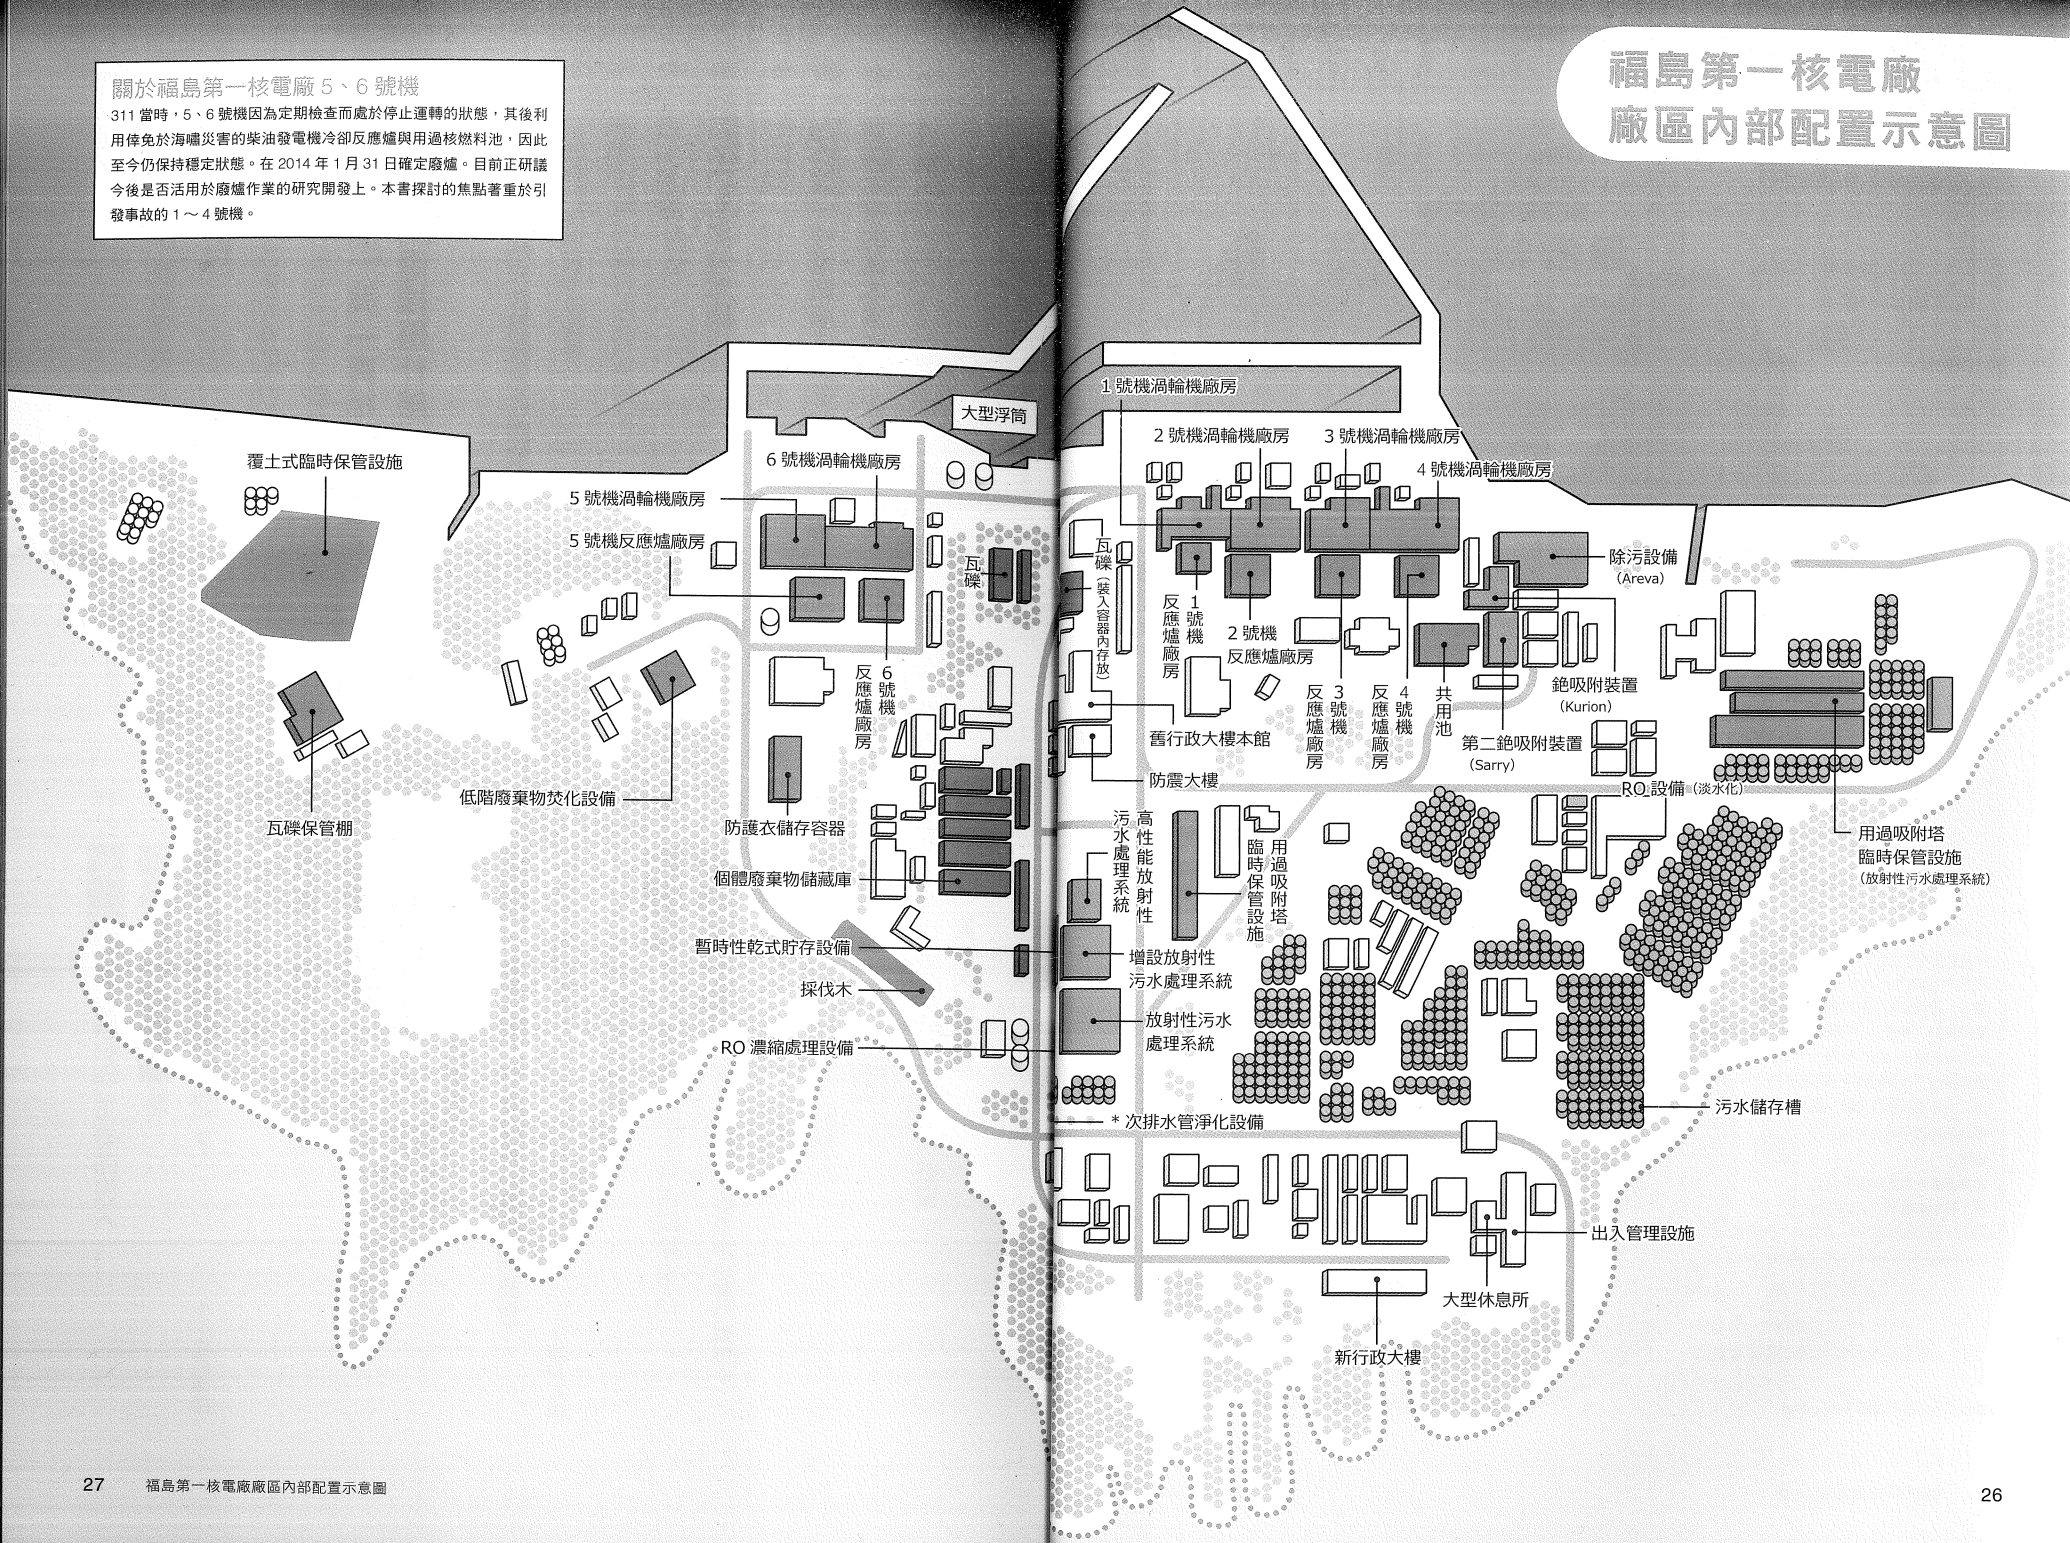 福島第一核電廠
廠區內部配置示意圖
關於福島第一核電廠 5、6 號機
311 當時，5、6 號機因為定期檢查而處於停止運轉的狀態，其後利
用倖免於海嘯災害的柴油發電機冷卻反應爐與用過核燃料池，因此
至今仍保持穩定狀態。在 2014 年 1 月 31 日確定廢爐。目前正研議
今後是否活用於廢爐作業的研究開發上。本書探討的焦點著重於引
發事故的 1～4 號機。
大型浮筒
1 號機渦輪機廠房
2 號機渦輪機廠房
3 號機渦輪機廠房
4 號機渦輪機廠房
6 號機渦輪機廠房
覆土式臨時保管設施
5 號機渦輪機廠房
5 號機反應爐廠房
瓦礫
瓦礫（裝入容器內存放）
除污設備
（Areva）
1 號機
反應爐廠房
2 號機
反應爐廠房
6 號機
反應爐廠房
3 號機
反應爐廠房
4 號機
反應爐廠房
共用池
銫吸附裝置
（Kurion）
第二銫吸附裝置
（Sarry）
舊行政大樓本館
防震大樓
RO 設備（淡水化）
低階廢棄物焚化設備
瓦礫保管棚
防護衣儲存容器
高性能放射性
污水處理系統
用過吸附塔
臨時保管設施
用過吸附塔
臨時保管設施
（放射性污水處理系統）
個體廢棄物儲藏庫
暫時性乾式貯存設備
增設放射性
污水處理系統
採伐木
放射性污水
處理系統
RO 濃縮處理設備
污水儲存槽
* 次排水管淨化設備
出入管理設施
大型休息所
新行政大樓
27
福島第一核電廠廠區內部配置示意圖
26